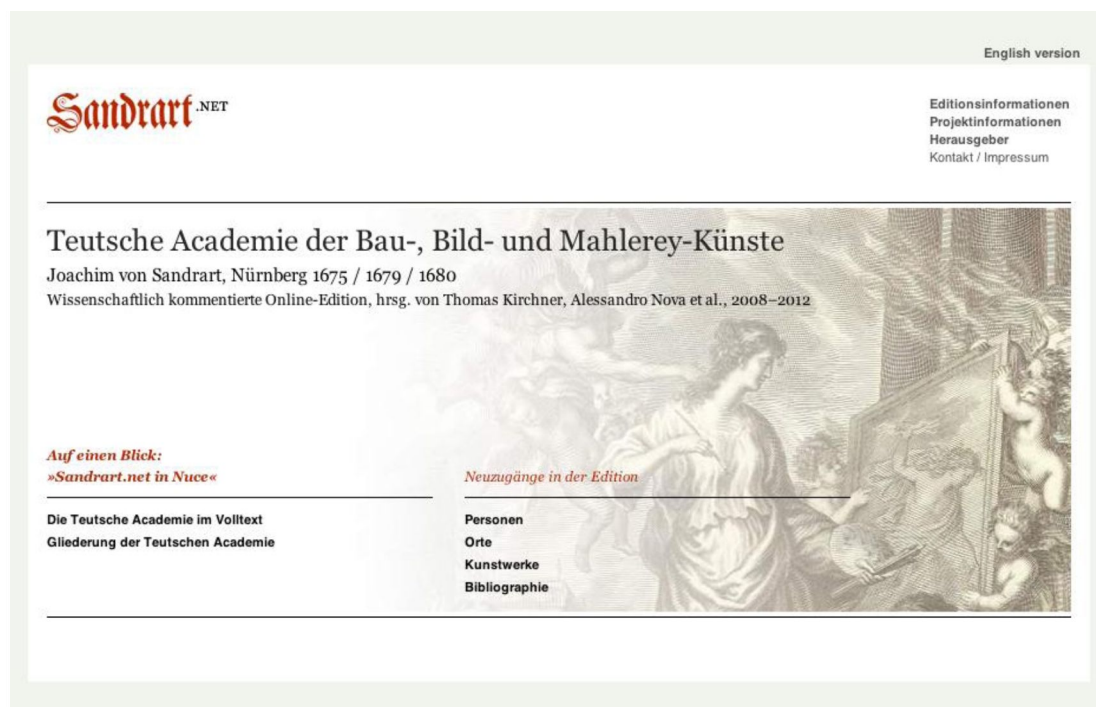 English version
Sandrart.NET
Editionsinformationen
Projektinformationen
Herausgeber
Kontakt / Impressum
Teutsche Academie der Bau-, Bild- und Mahlerey-Künste
Joachim von Sandrart, Nürnberg 1675 / 1679 / 1680
Wissenschaftlich kommentierte Online-Edition, hrsg. von Thomas Kirchner, Alessandro Nova et al., 2008–2012
Auf einen Blick:
»Sandrart.net in Nuce«
Die Teutsche Academie im Volltext
Gliederung der Teutschen Academie
Neuzugänge in der Edition
Personen
Orte
Kunstwerke
Bibliographie